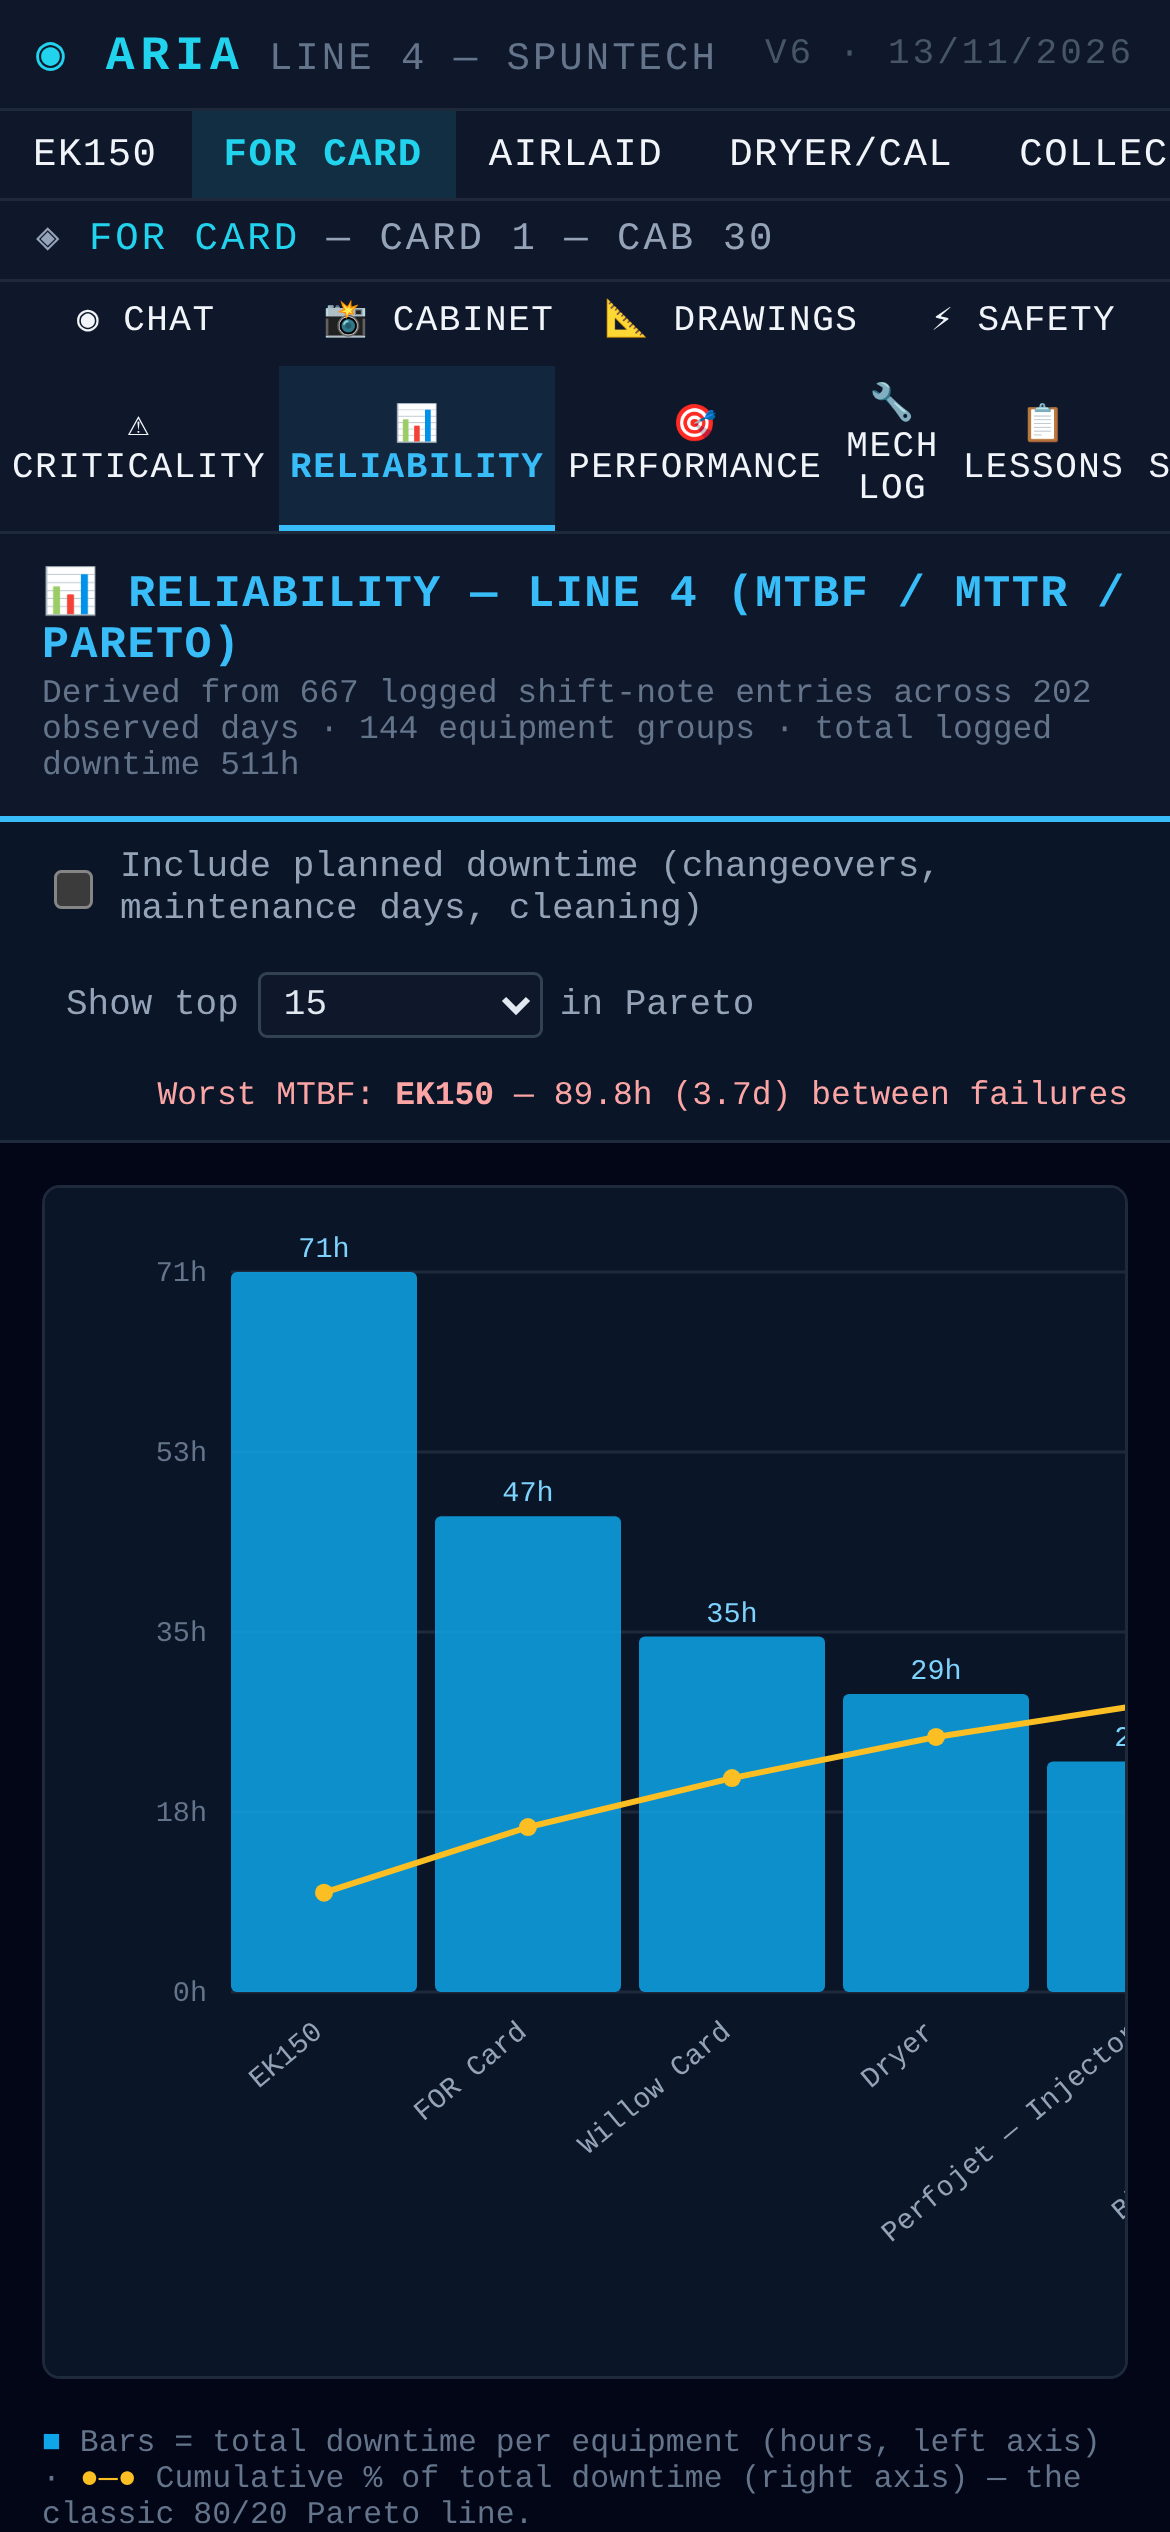 ◉ ARIA LINE 4 — SPUNTECH V6 · 13/11/2026
EK150 FOR CARD AIRLAID DRYER/CAL COLLEC
◈ FOR CARD — CARD 1 — CAB 30
◉ CHAT 📸 CABINET 📐 DRAWINGS ⚡ SAFETY
⚠ CRITICALITY 📊 RELIABILITY 🎯 PERFORMANCE 🔧 MECH LOG 📋 LESSONS S
📊 RELIABILITY — LINE 4 (MTBF / MTTR /
PARETO)
Derived from 667 logged shift-note entries across 202
observed days · 144 equipment groups · total logged
downtime 511h
Include planned downtime (changeovers,
maintenance days, cleaning)
Show top 15 in Pareto
Worst MTBF: EK150 — 89.8h (3.7d) between failures
71h
71h
53h
47h
35h
35h
29h
2
18h
0h
EK150
FOR Card
Willow Card
Dryer
Perfojet — Injector
■ Bars = total downtime per equipment (hours, left axis)
· ●—● Cumulative % of total downtime (right axis) — the
classic 80/20 Pareto line.